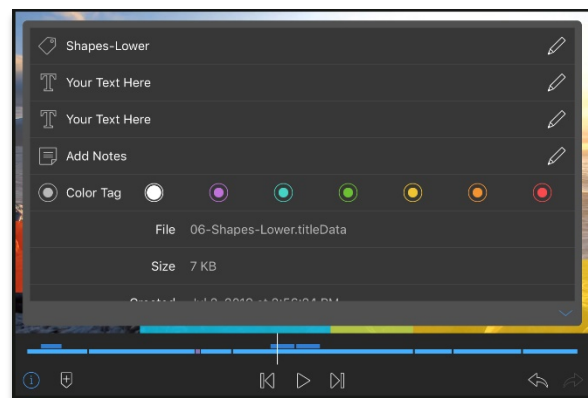 Shapes-Lower
Your Text Here
Your Text Here
Add Notes
Color Tag
File 06-Shapes-Lower.titleData
Size 7 KB